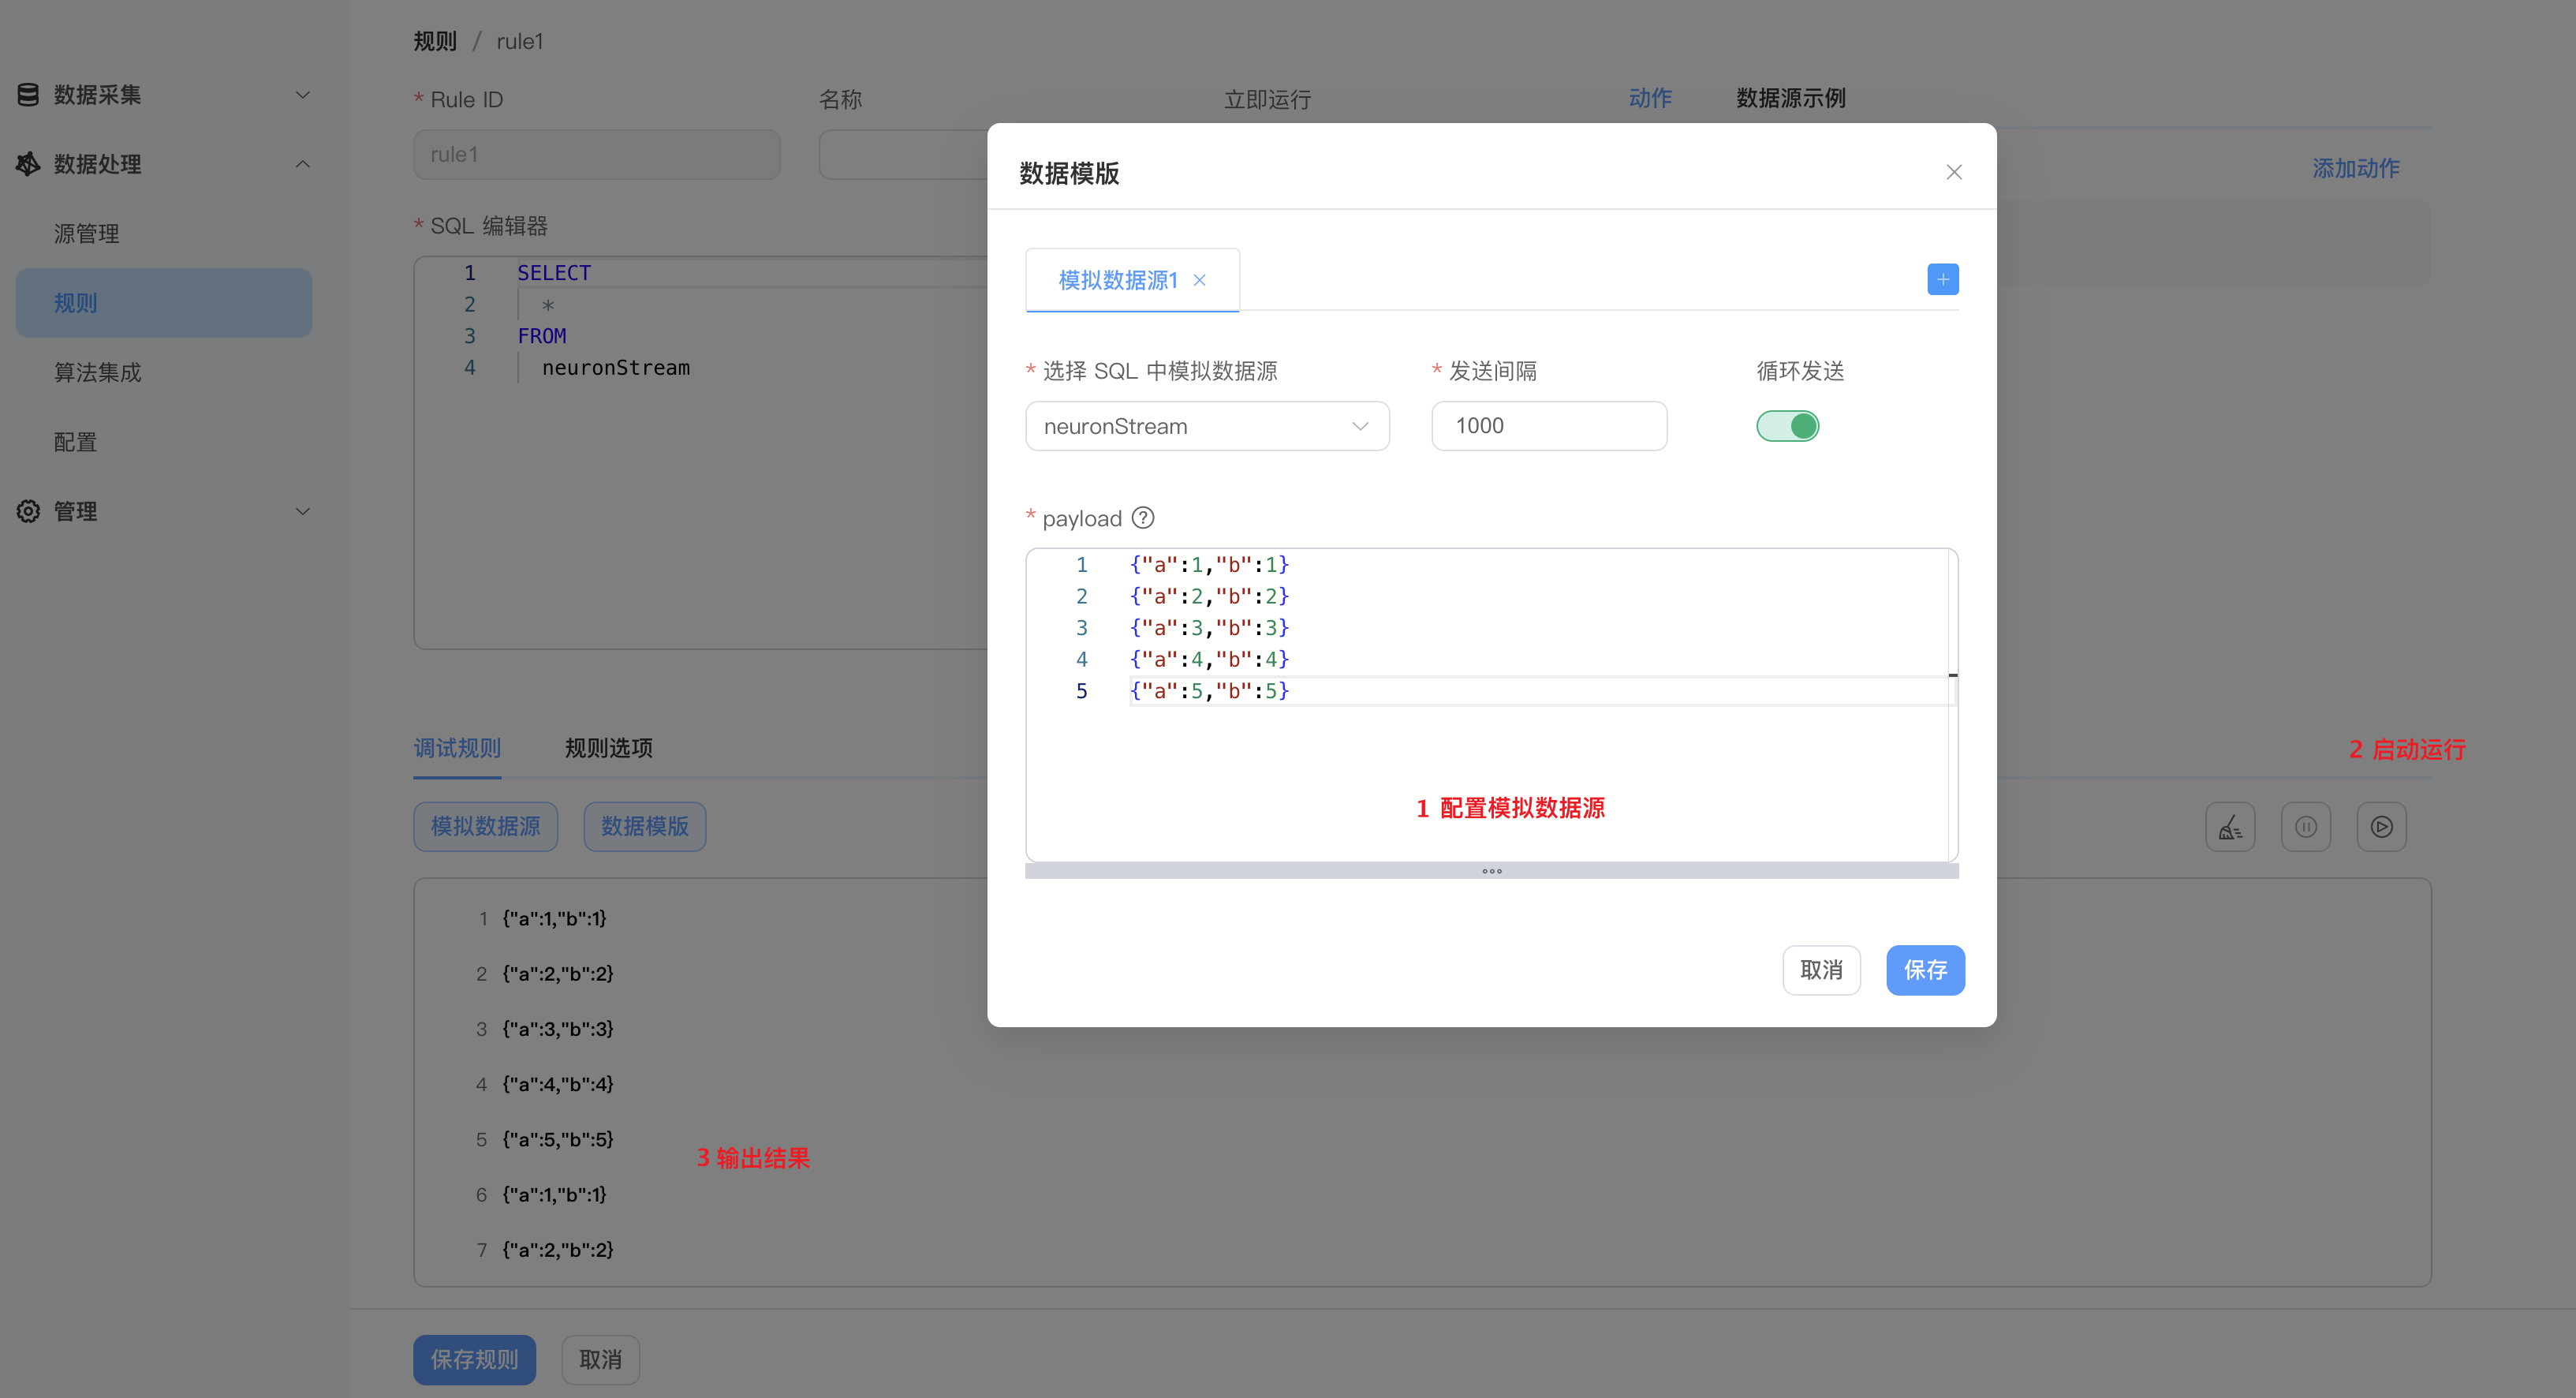 规则 / rule1
数据采集
数据处理
源管理
规则
算法集成
配置
管理
* Rule ID
名称
立即运行
动作
数据源示例
rule1
添加动作
* SQL 编辑器
1 SELECT
2 *
3 FROM
4 neuronStream
数据模版
模拟数据源1
* 选择 SQL 中模拟数据源
* 发送间隔
循环发送
neuronStream
1000
* payload
1 {"a":1,"b":1}
2 {"a":2,"b":2}
3 {"a":3,"b":3}
4 {"a":4,"b":4}
5 {"a":5,"b":5}
1 配置模拟数据源
取消
保存
调试规则
规则选项
2 启动运行
模拟数据源
数据模版
1 {"a":1,"b":1}
2 {"a":2,"b":2}
3 {"a":3,"b":3}
4 {"a":4,"b":4}
5 {"a":5,"b":5}
3 输出结果
6 {"a":1,"b":1}
7 {"a":2,"b":2}
保存规则
取消